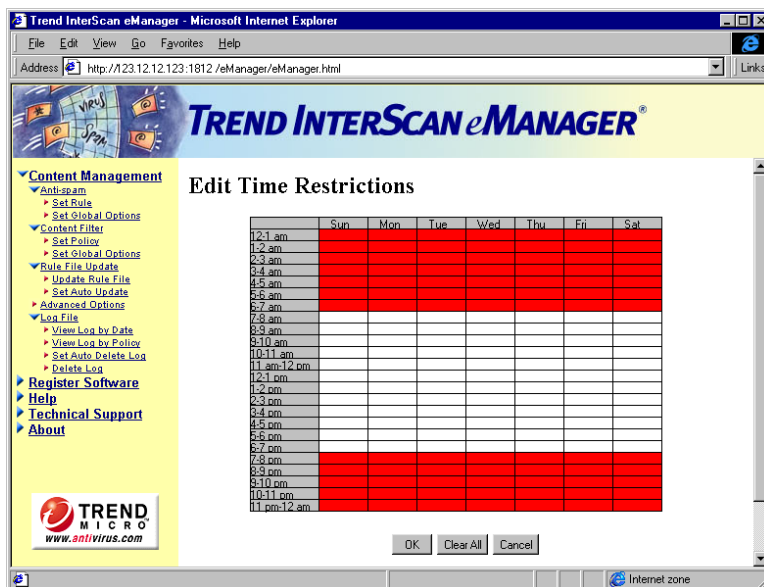 Trend InterScan eManager - Microsoft Internet Explorer
File Edit View Go Favorites Help
Address http://123.12.12.123:1812 /eManager/eManager.html Links
VIRUS
SPAM
TREND INTERSCAN eMANAGER®
Content Management
Anti-spam
Set Rule
Set Global Options
Content Filter
Set Policy
Set Global Options
Rule File Update
Update Rule File
Set Auto Update
Advanced Options
Log File
View Log by Date
View Log by Policy
Set Auto Delete Log
Delete Log
Register Software
Help
Technical Support
About
TREND
MICRO
www.antivirus.com
Edit Time Restrictions
Sun Mon Tue Wed Thu Fri Sat
12-1 am
1-2 am
2-3 am
3-4 am
4-5 am
5-6 am
6-7 am
7-8 am
8-9 am
9-10 am
10-11 am
11 am-12 pm
12-1 pm
1-2 pm
2-3 pm
3-4 pm
4-5 pm
5-6 pm
6-7 pm
7-8 pm
8-9 pm
9-10 pm
10-11 pm
11 pm-12 am
OK Clear All Cancel
Internet zone